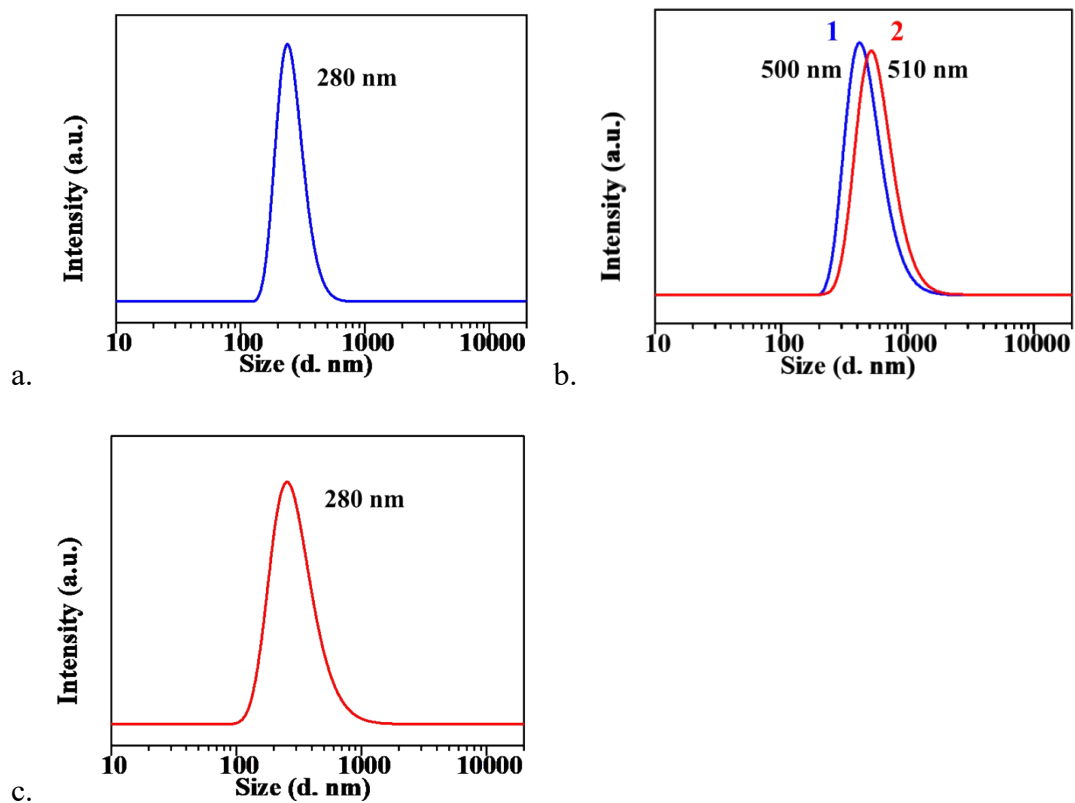 280 nm
Intensity (a.u.)
10 100 1000 10000
Size (d. nm)
a.
1 2
500 nm 510 nm
Intensity (a.u.)
10 100 1000 10000
Size (d. nm)
b.
280 nm
Intensity (a.u.)
10 100 1000 10000
Size (d. nm)
c.